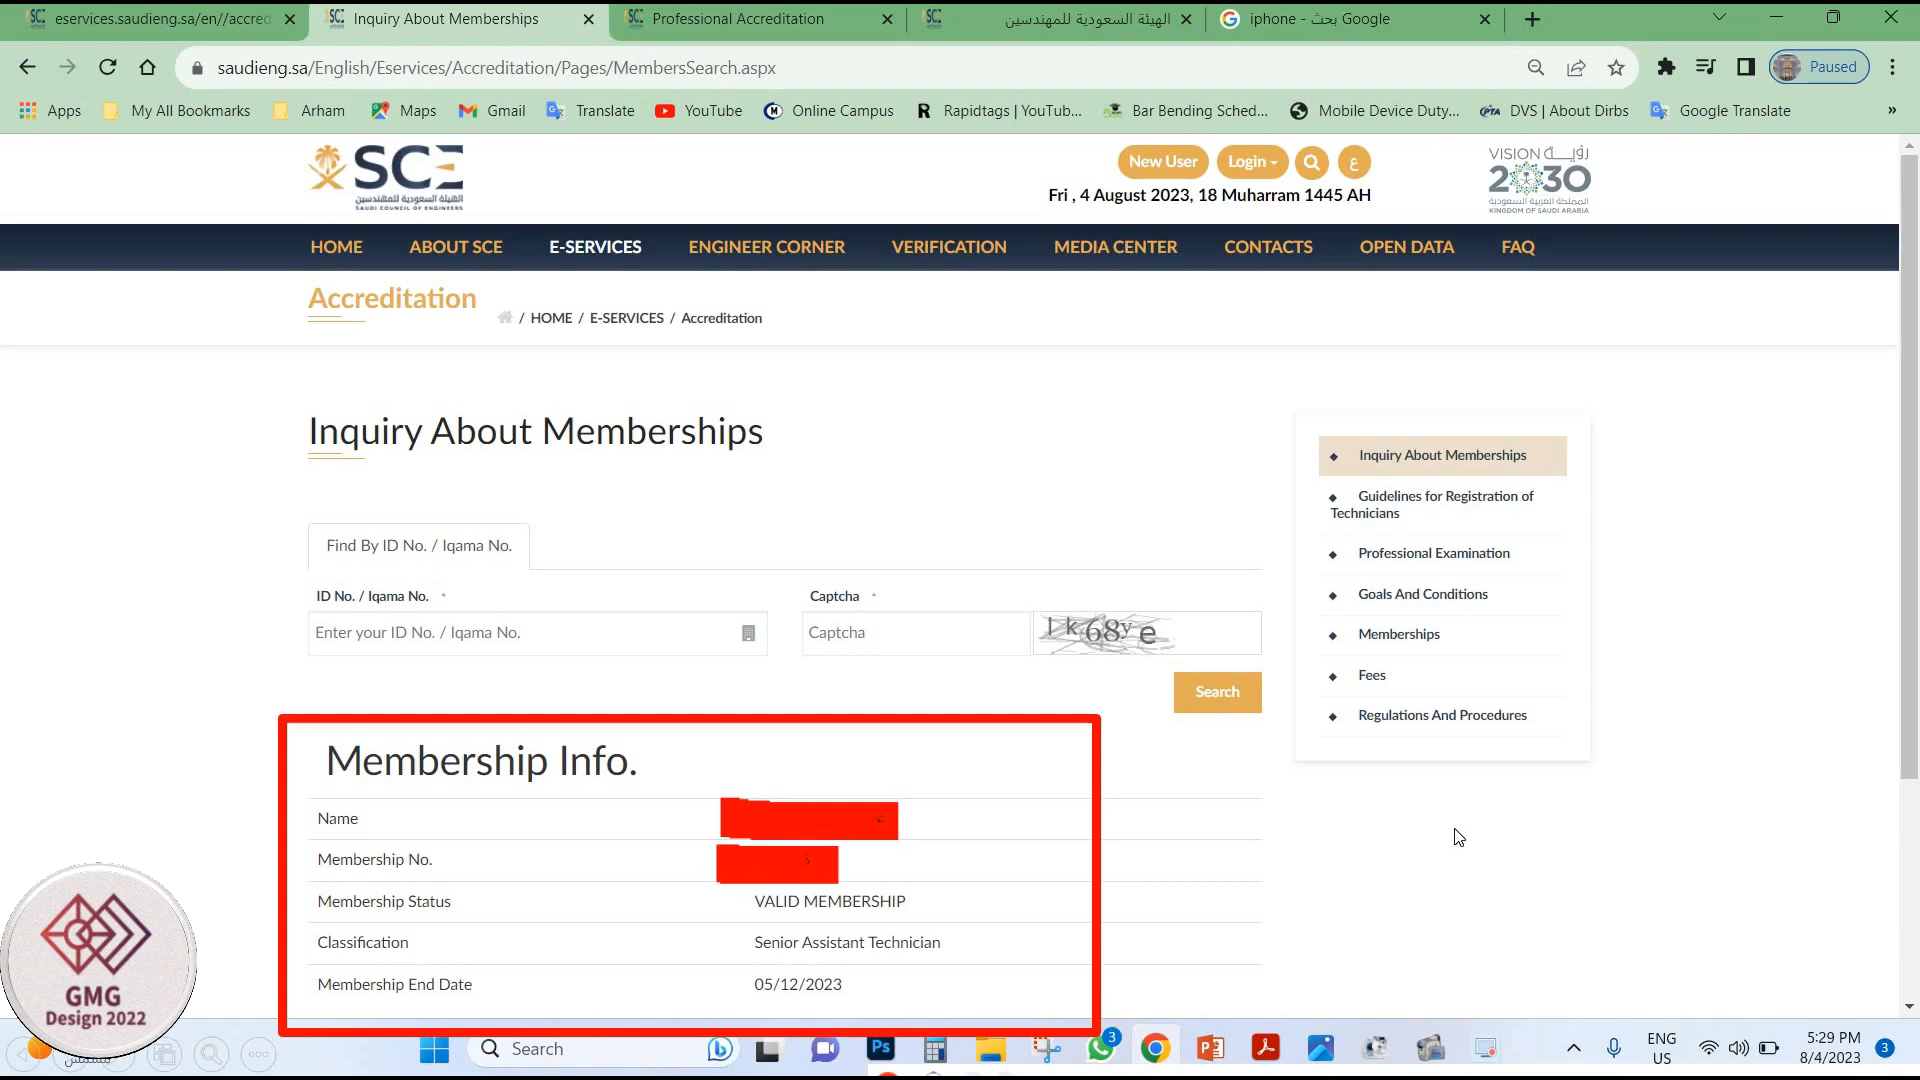 eservices.saudieng.sa/en//accred
Inquiry About Memberships
Professional Accreditation
الهيئة السعودية للمهندسين
iphone - بحث Google
saudieng.sa/English/Eservices/Accreditation/Pages/MembersSearch.aspx
Paused
Apps
My All Bookmarks
Arham
Maps
Gmail
Translate
YouTube
Online Campus
Rapidtags | YouTub...
Bar Bending Sched...
Mobile Device Duty...
DVS | About Dirbs
Google Translate
»
SCE
الهيئة السعودية للمهندسين
SAUDI COUNCIL OF ENGINEERS
New User
Login
ع
Fri , 4 August 2023, 18 Muharram 1445 AH
VISION رؤية
2030
المملكة العربية السعودية
KINGDOM OF SAUDI ARABIA
HOME
ABOUT SCE
E-SERVICES
ENGINEER CORNER
VERIFICATION
MEDIA CENTER
CONTACTS
OPEN DATA
FAQ
Accreditation
/ HOME / E-SERVICES / Accreditation
Inquiry About Memberships
Find By ID No. / Iqama No.
ID No. / Iqama No. *
Captcha *
Enter your ID No. / Iqama No.
Captcha
l k 68y e
Search
Inquiry About Memberships
Guidelines for Registration of
Technicians
Professional Examination
Goals And Conditions
Memberships
Fees
Regulations And Procedures
Membership Info.
Name
Membership No.
Membership Status VALID MEMBERSHIP
Classification Senior Assistant Technician
Membership End Date 05/12/2023
GMG
Design 2022
Search
Ps
3
ENG
US
5:29 PM
8/4/2023
3